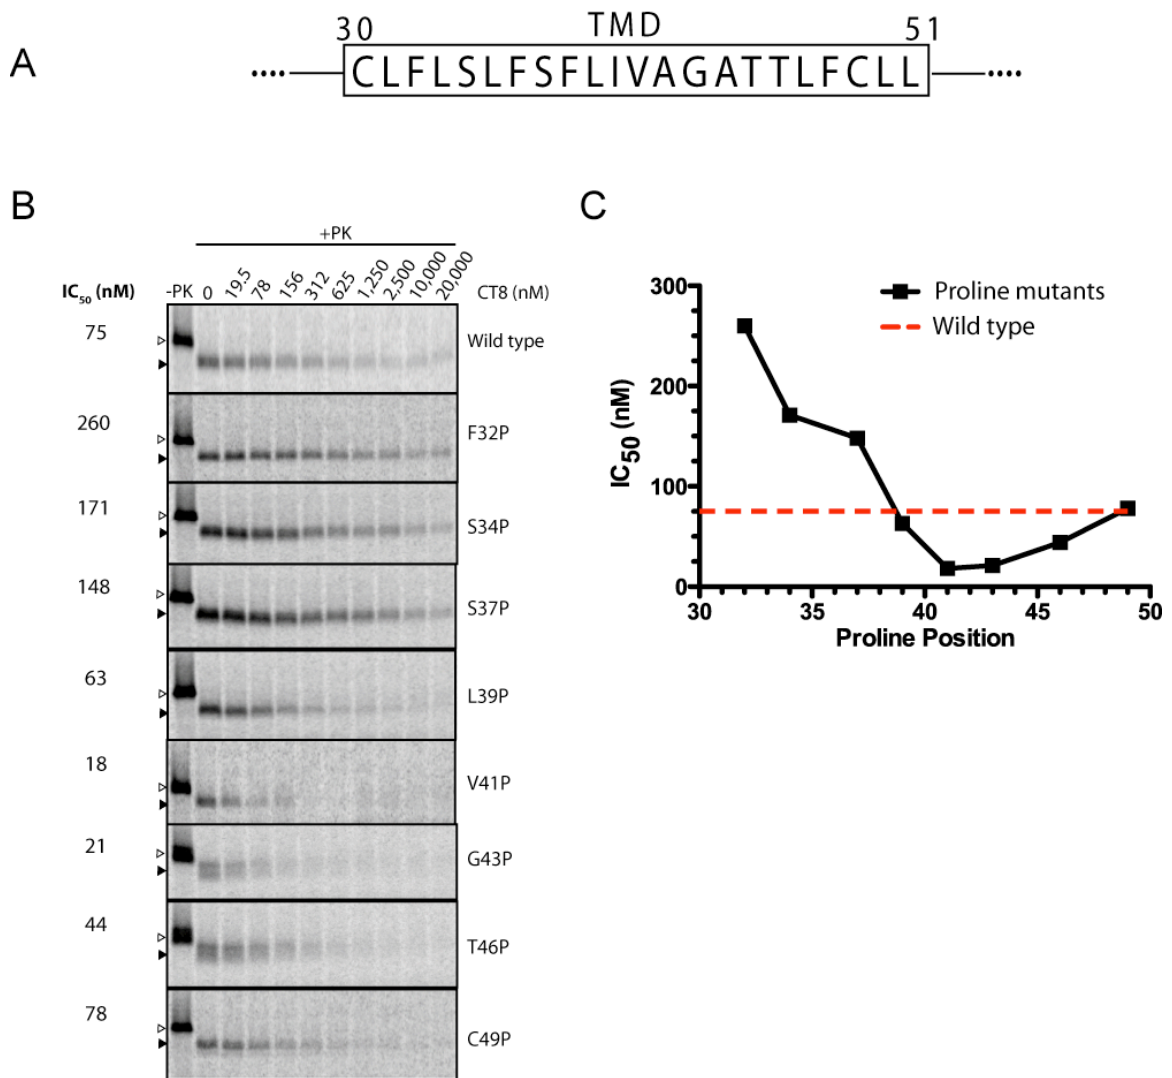 A
30 TMD 51
.... CLFLSLFSFLIVAGATTLFCLL ....
B
+PK
IC50 (nM) -PK 0 19.5 78 156 312 625 1,250 2,500 10,000 20,000 CT8 (nM)
75 Wild type
260 F32P
171 S34P
148 S37P
63 L39P
18 V41P
21 G43P
44 T46P
78 C49P
C
300
200
100
0
IC50 (nM)
Proline mutants
Wild type
30 35 40 45 50
Proline Position